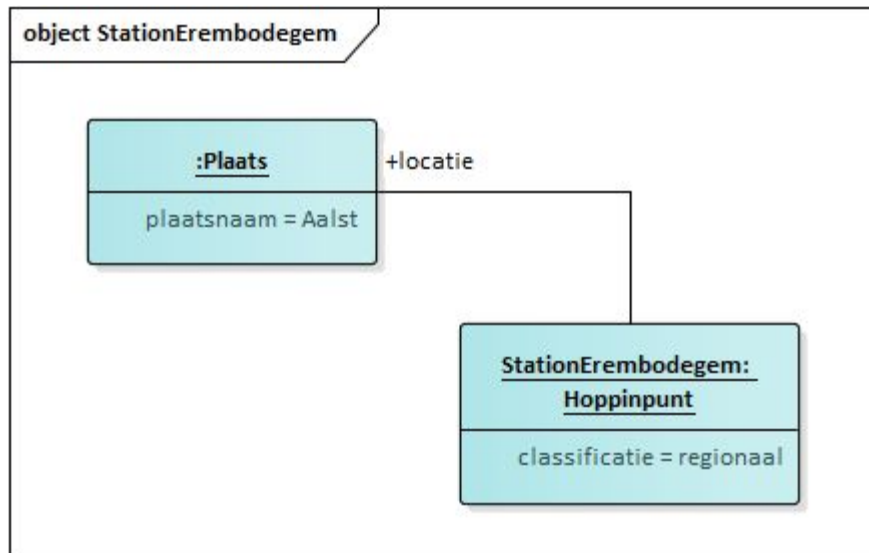 object StationErembodegem
:Plaats
+locatie
plaatsnaam = Aalst
StationErembodegem:
Hoppinpunt
classificatie = regionaal